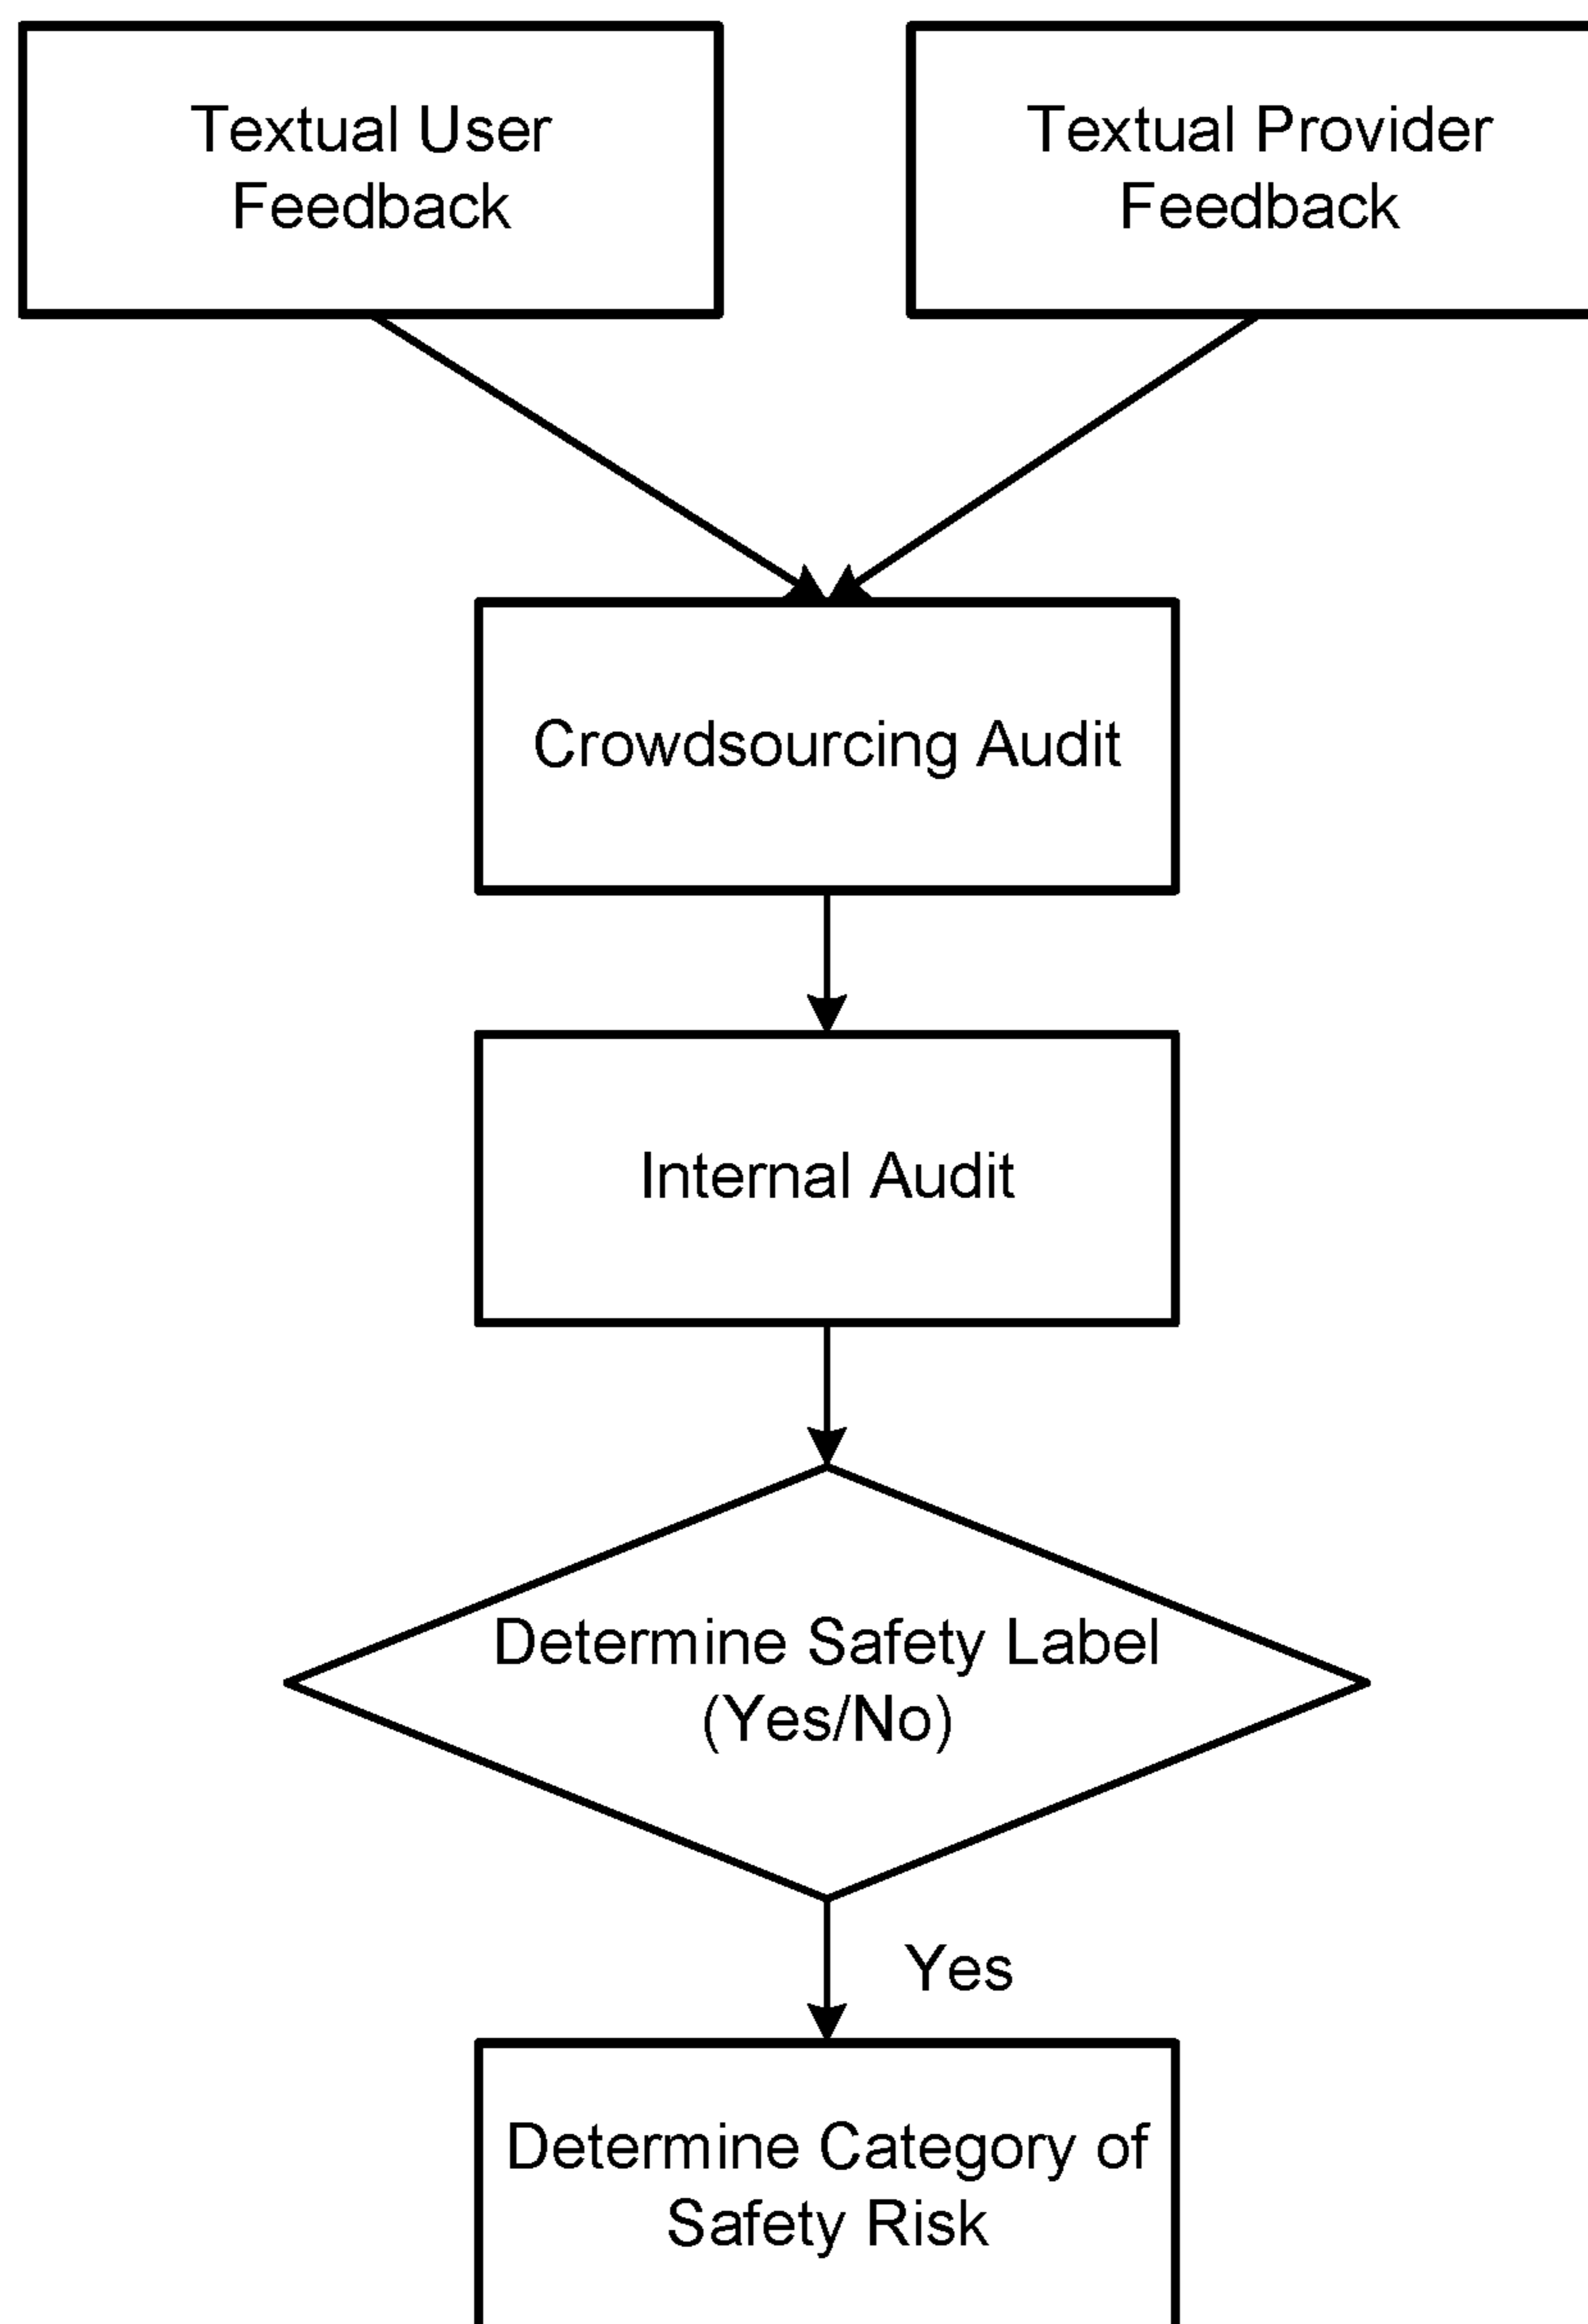 Textual User
Feedback
Textual Provider
Feedback
Crowdsourcing Audit
Internal Audit
Determine Safety Label
(Yes/No)
Yes
Determine Category of
Safety Risk